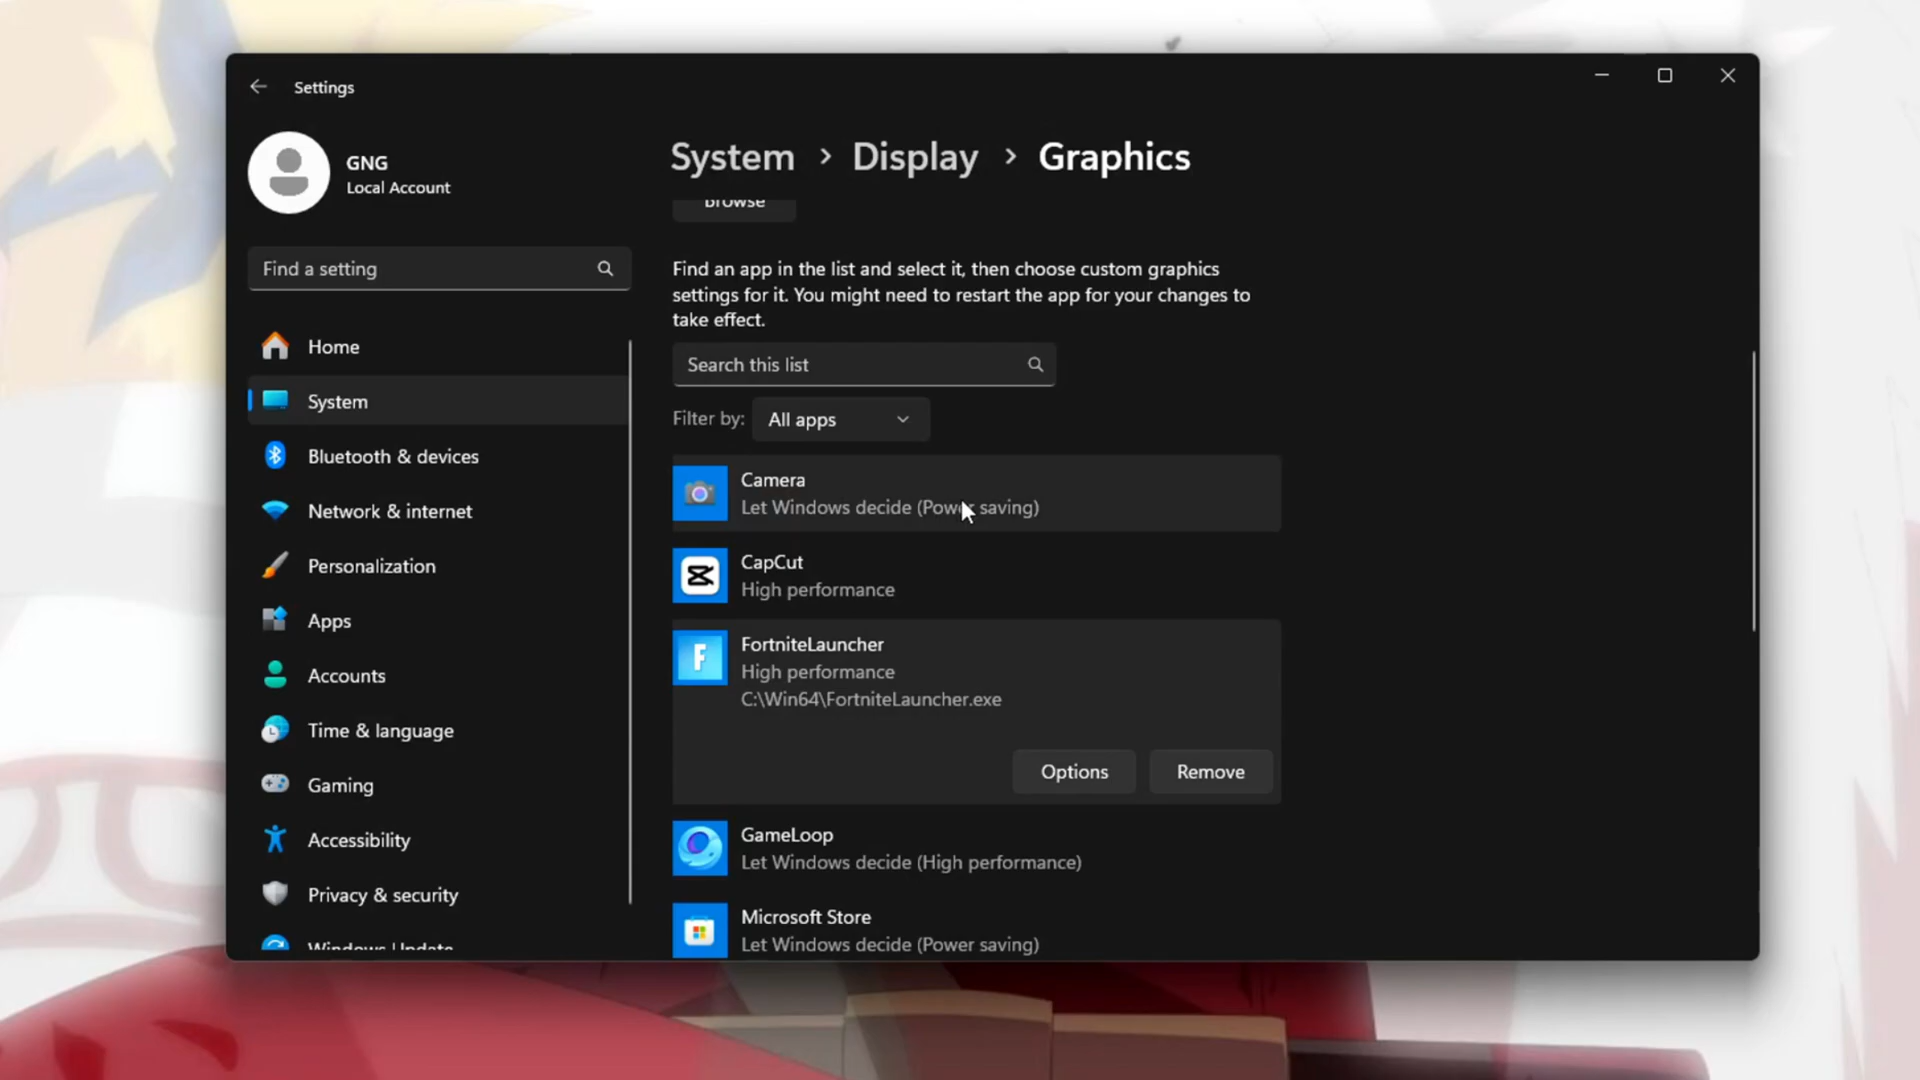 Settings
GNG
Local Account
Find a setting
Home
System
Bluetooth & devices
Network & internet
Personalization
Apps
Accounts
Time & language
Gaming
Accessibility
Privacy & security
Windows Update
System > Display > Graphics
Browse
Find an app in the list and select it, then choose custom graphics
settings for it. You might need to restart the app for your changes to
take effect.
Search this list
Filter by: All apps
Camera
Let Windows decide (Power saving)
CapCut
High performance
F
FortniteLauncher
High performance
C:\Win64\FortniteLauncher.exe
Options Remove
GameLoop
Let Windows decide (High performance)
Microsoft Store
Let Windows decide (Power saving)